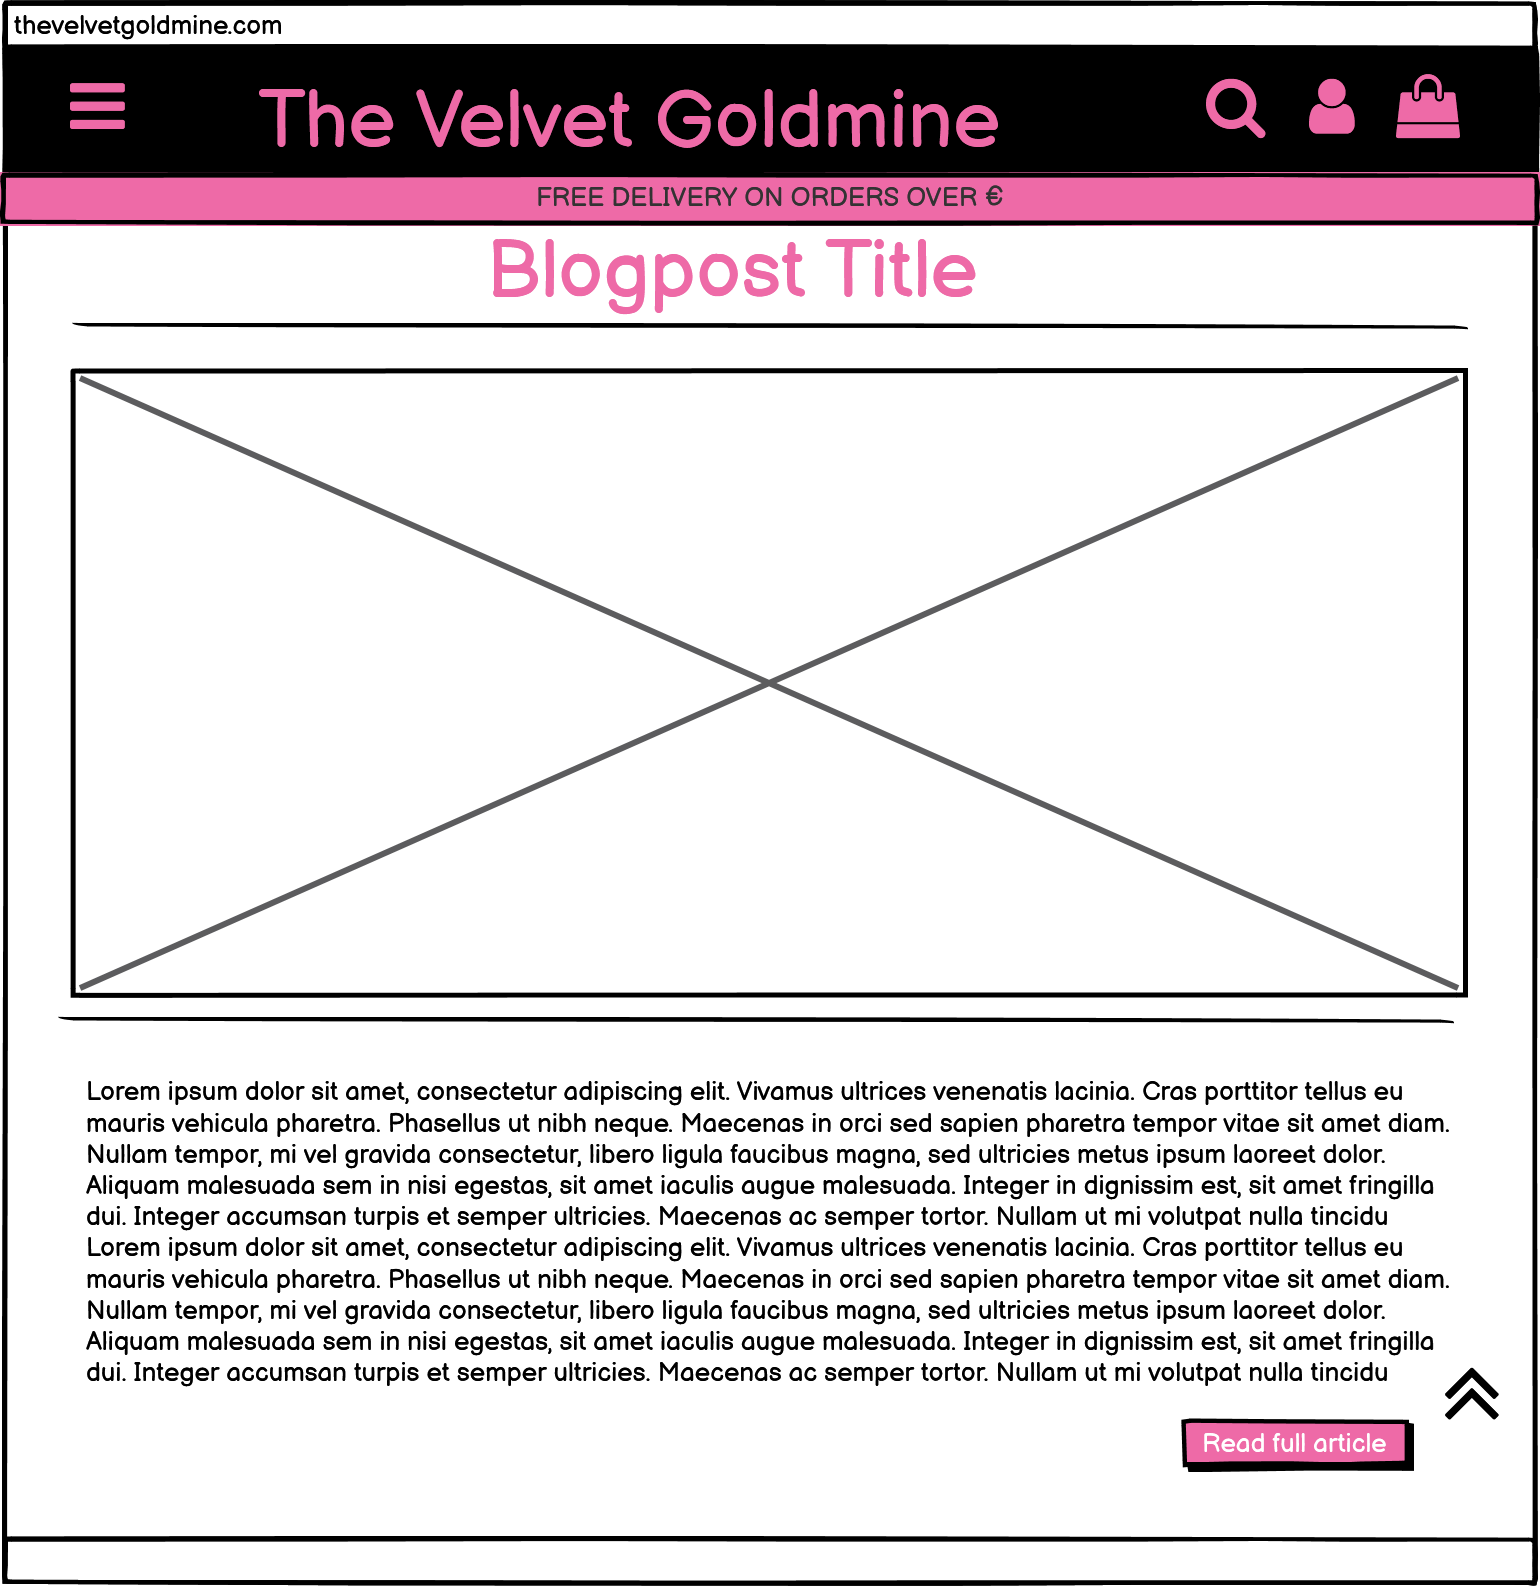 thevelvetgoldmine.com
The Velvet Goldmine
FREE DELIVERY ON ORDERS OVER €
Blogpost Title
Lorem ipsum dolor sit amet, consectetur adipiscing elit. Vivamus ultrices venenatis lacinia. Cras porttitor tellus eu
mauris vehicula pharetra. Phasellus ut nibh neque. Maecenas in orci sed sapien pharetra tempor vitae sit amet diam.
Nullam tempor, mi vel gravida consectetur, libero ligula faucibus magna, sed ultricies metus ipsum laoreet dolor.
Aliquam malesuada sem in nisi egestas, sit amet iaculis augue malesuada. Integer in dignissim est, sit amet fringilla
dui. Integer accumsan turpis et semper ultricies. Maecenas ac semper tortor. Nullam ut mi volutpat nulla tincidu
Lorem ipsum dolor sit amet, consectetur adipiscing elit. Vivamus ultrices venenatis lacinia. Cras porttitor tellus eu
mauris vehicula pharetra. Phasellus ut nibh neque. Maecenas in orci sed sapien pharetra tempor vitae sit amet diam.
Nullam tempor, mi vel gravida consectetur, libero ligula faucibus magna, sed ultricies metus ipsum laoreet dolor.
Aliquam malesuada sem in nisi egestas, sit amet iaculis augue malesuada. Integer in dignissim est, sit amet fringilla
dui. Integer accumsan turpis et semper ultricies. Maecenas ac semper tortor. Nullam ut mi volutpat nulla tincidu
Read full article